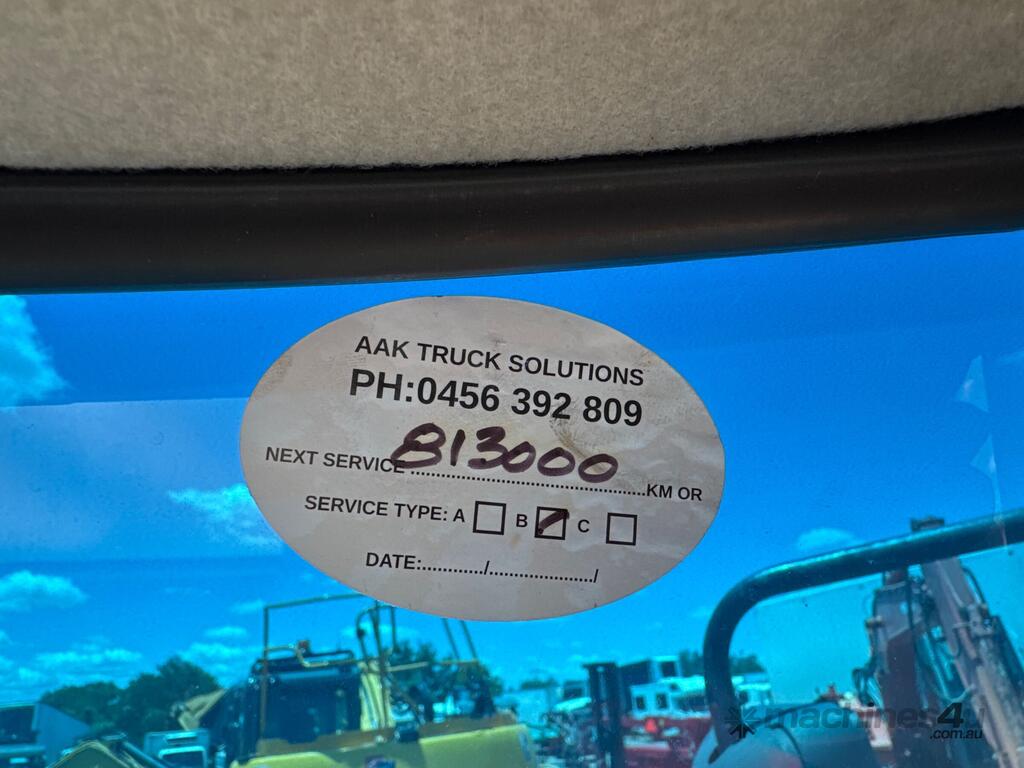 AAK TRUCK SOLUTIONS
PH:0456 392 809
NEXT SERVICE 813000 KM OR
SERVICE TYPE: A B C
DATE:............/...................../
machines4u
.com.au